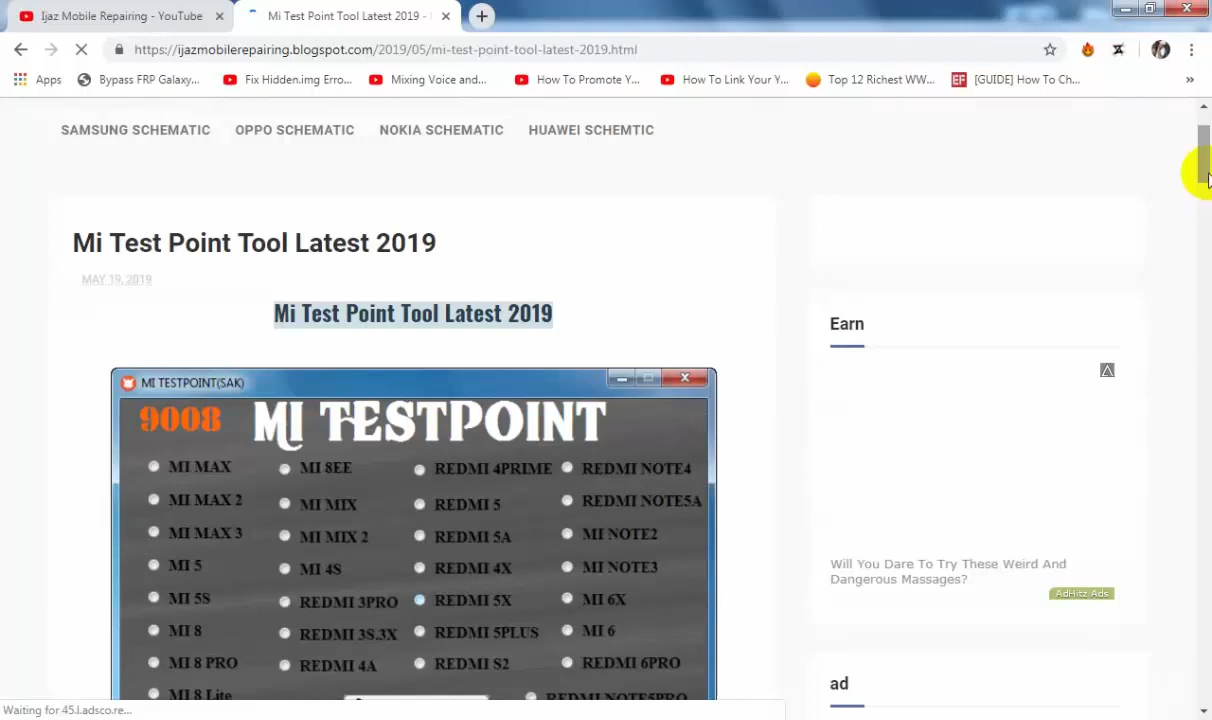 Ijaz Mobile Repairing - YouTube
Mi Test Point Tool Latest 2019 -
https://ijazmobilerepairing.blogspot.com/2019/05/mi-test-point-tool-latest-2019.html
Apps
Bypass FRP Galaxy...
Fix Hidden.img Erro...
Mixing Voice and...
How To Promote Y...
How To Link Your Y...
Top 12 Richest WW...
EF
[GUIDE] How To Ch...
»
SAMSUNG SCHEMATIC OPPO SCHEMATIC NOKIA SCHEMATIC HUAWEI SCHEMTIC
Mi Test Point Tool Latest 2019
MAY 19, 2019
Mi Test Point Tool Latest 2019
MI TESTPOINT(SAK)
9008 MI TESTPOINT
MI MAX MI 8EE REDMI 4PRIME REDMI NOTE4
MI MAX 2 MI MIX REDMI 5 REDMI NOTE5A
MI MAX 3 MI MIX 2 REDMI 5A MI NOTE2
MI 5 MI 4S REDMI 4X MI NOTE3
MI 5S REDMI 3PRO REDMI 5X MI 6X
MI 8 REDMI 3S.3X REDMI 5PLUS MI 6
MI 8 PRO REDMI 4A REDMI S2 REDMI 6PRO
MI 8 Lite REDMI NOTE5PRO
Earn
Will You Dare To Try These Weird And
Dangerous Massages?
AdHitz Ads
ad
Waiting for 45.l.adsco.re...